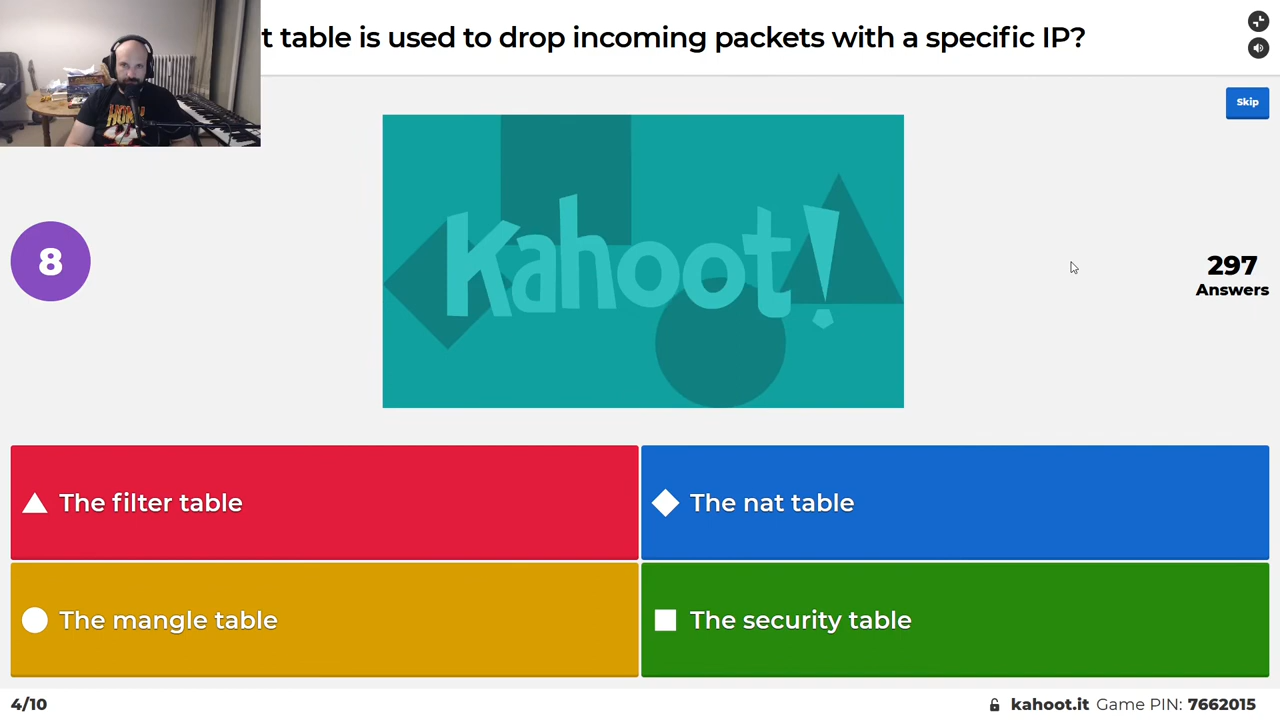 t table is used to drop incoming packets with a specific IP?
Skip
Kahoot!
8
297
Answers
The filter table
The nat table
The mangle table
The security table
4/10
kahoot.it Game PIN: 7662015